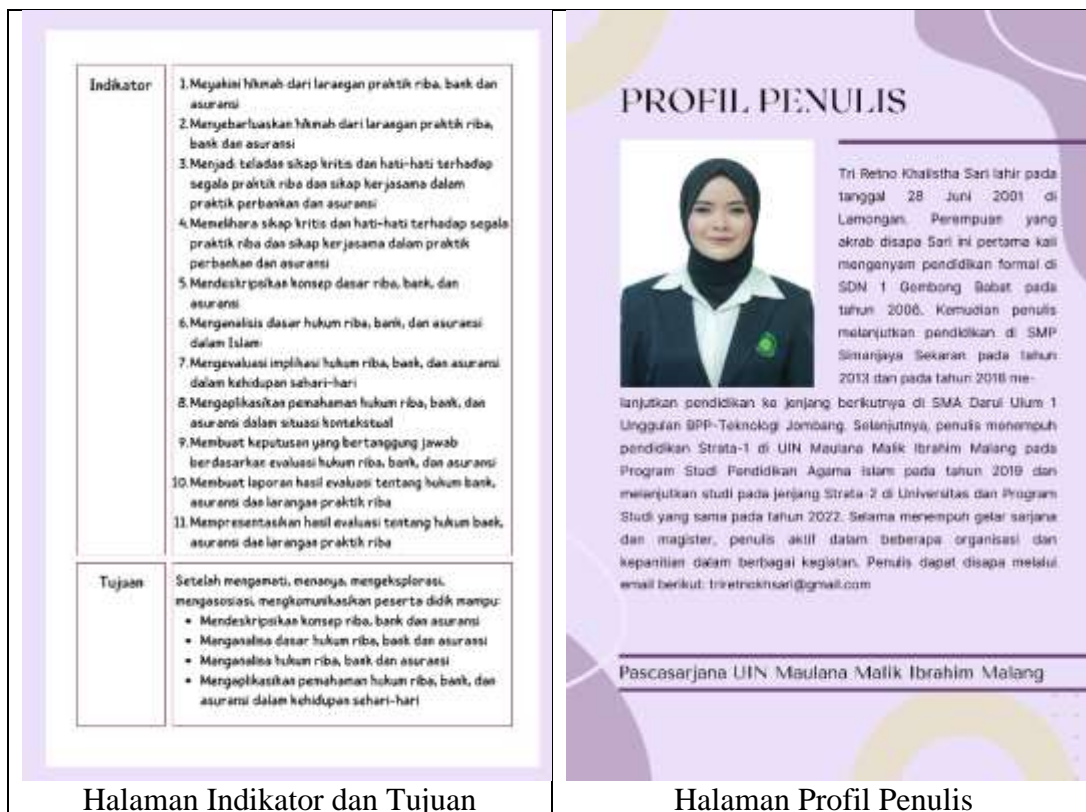 Indikator
1. Meyakini hikmah dari larangan praktik riba, bank dan
asuransi
2. Menyebarluaskan hikmah dari larangan praktik riba,
bank dan asuransi
3. Menjadi teladan sikap kritis dan hati-hati terhadap
segala praktik riba dan sikap kerjasama dalam
praktik perbankan dan asuransi
4. Memelihara sikap kritis dan hati-hati terhadap segala
praktik riba dan sikap kerjasama dalam praktik
perbankan dan asuransi
5. Mendeskripsikan konsep dasar riba, bank, dan
asuransi
6. Menganalisis dasar hukum riba, bank, dan asuransi
dalam Islam
7. Mengevaluasi implikasi hukum riba, bank, dan asuransi
dalam kehidupan sehari-hari
8. Mengaplikasikan pemahaman hukum riba, bank, dan
asuransi dalam situasi kontekstual
9. Membuat keputusan yang bertanggung jawab
berdasarkan evaluasi hukum riba, bank, dan asuransi
10. Membuat laporan hasil evaluasi tentang hukum bank,
asuransi dan larangan praktik riba
11. Mempresentasikan hasil evaluasi tentang hukum bank,
asuransi dan larangan praktik riba
Tujuan
Setelah mengamati, menanya, mengeksplorasi,
mengasosiasi, mengkomunikasikan peserta didik mampu:
• Mendeskripsikan konsep riba, bank dan asuransi
• Menganalisa dasar hukum riba, bank dan asuransi
• Menganalisa hukum riba, bank dan asuransi
• Mengaplikasikan pemahaman hukum riba, bank, dan
asuransi dalam kehidupan sehari-hari
Halaman Indikator dan Tujuan
PROFIL PENULIS
Tri Retno Khalistha Sari lahir pada
tanggal 28 Juni 2001 di
Lamongan. Perempuan yang
akrab disapa Sari ini pertama kali
mengenyam pendidikan formal di
SDN 1 Gembong Babat pada
tahun 2006. Kemudian penulis
melanjutkan pendidikan di SMP
Simanjaya Sekaran pada tahun
2013 dan pada tahun 2016 me-
lanjutkan pendidikan ke jenjang berikutnya di SMA Darul Ulum 1
Unggulan BPP-Teknologi Jombang. Selanjutnya, penulis menempuh
pendidikan Strata-1 di UIN Maulana Malik Ibrahim Malang pada
Program Studi Pendidikan Agama Islam pada tahun 2019 dan
melanjutkan studi pada jenjang Strata-2 di Universitas dan Program
Studi yang sama pada tahun 2022. Selama menempuh gelar sarjana
dan magister, penulis aktif dalam beberapa organisasi dan
kepanitian dalam berbagai kegiatan. Penulis dapat disapa melalui
email berikut: triretnokhsari@gmail.com
Pascasarjana UIN Maulana Malik Ibrahim Malang
Halaman Profil Penulis